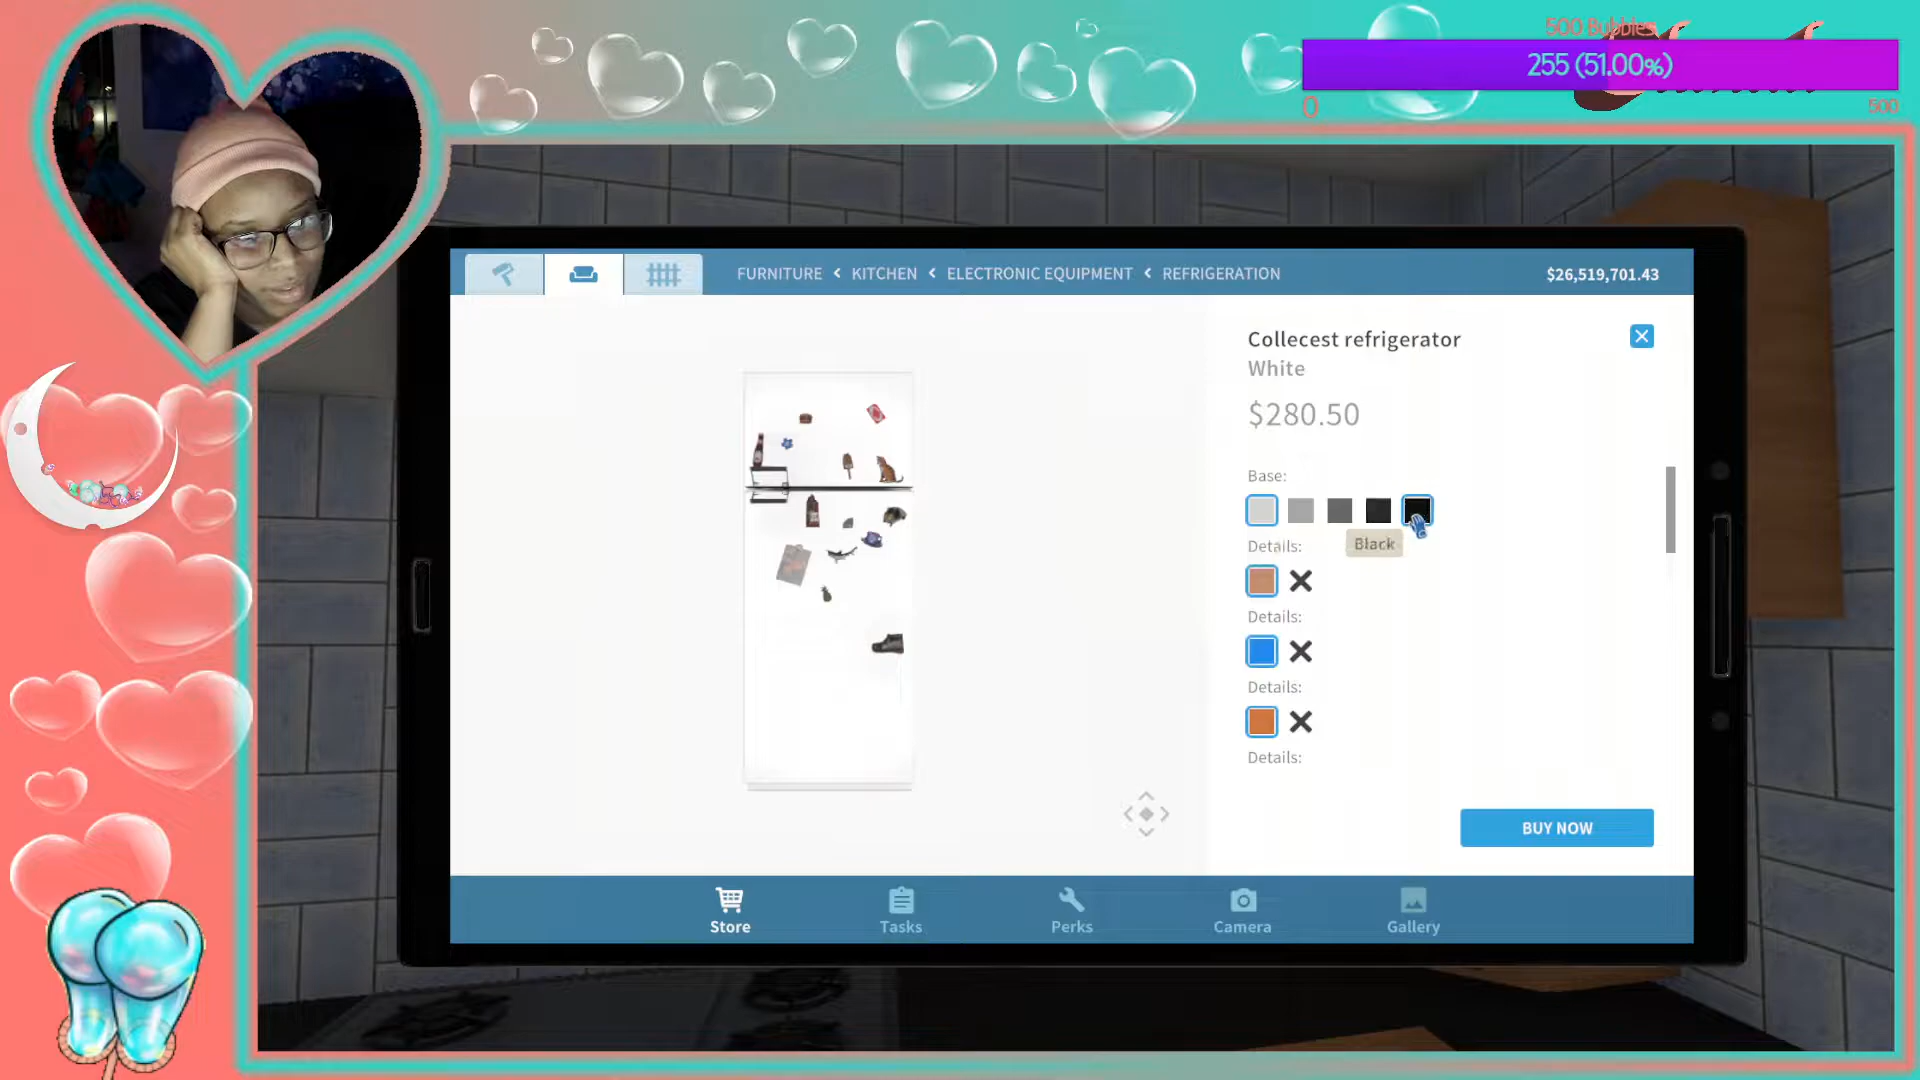 500 Bubbles
255 (51.00%)
0
500
FURNITURE < KITCHEN < ELECTRONIC EQUIPMENT < REFRIGERATION
$26,519,701.43
Collecest refrigerator
White
$280.50
Base:
Black
Details:
Details:
Details:
Details:
BUY NOW
Store
Tasks
Perks
Camera
Gallery